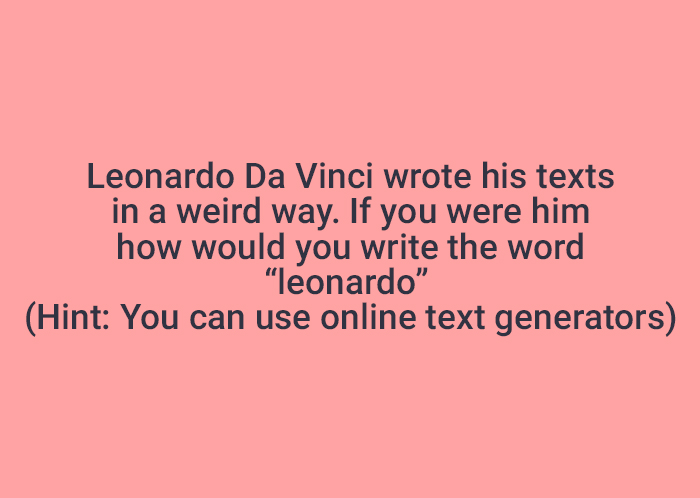 Leonardo Da Vinci wrote his texts
in a weird way. If you were him
how would you write the word
“leonardo”
(Hint: You can use online text generators)